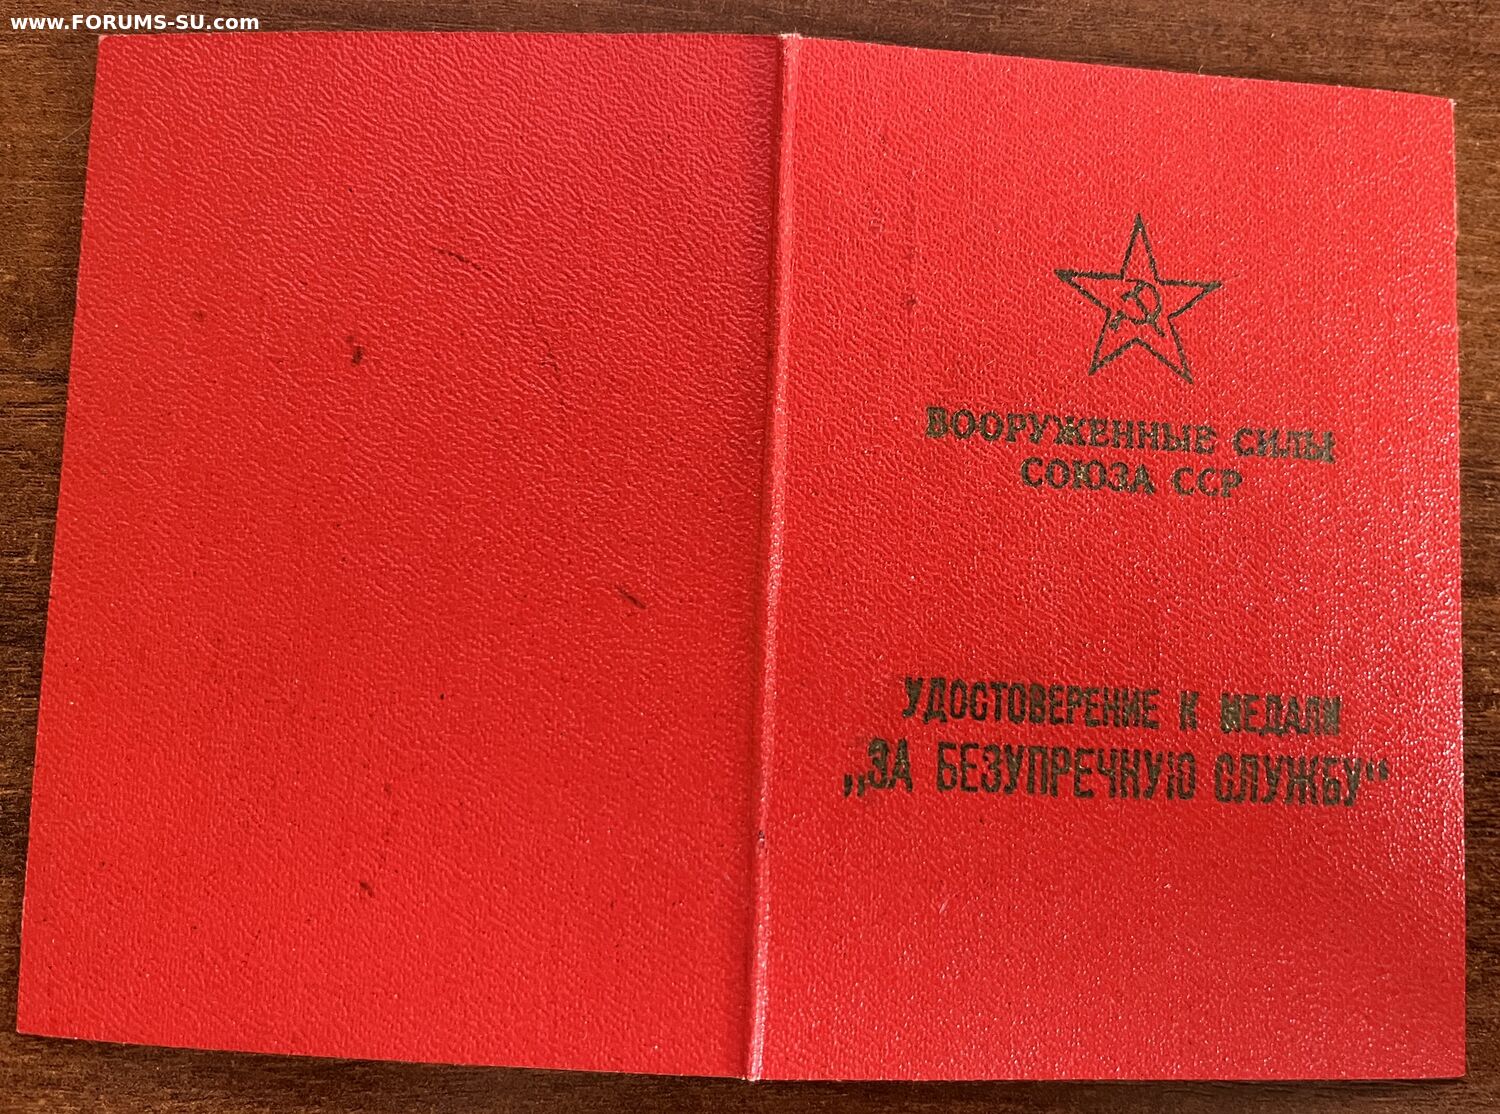 www.FORUMS-SU.com
ВООРУЖЕННЫЕ СИЛЫ
СОЮЗА ССР
УДОСТОВЕРЕНИЕ К МЕДАЛИ
„ЗА БЕЗУПРЕЧНУЮ СЛУЖБУ“